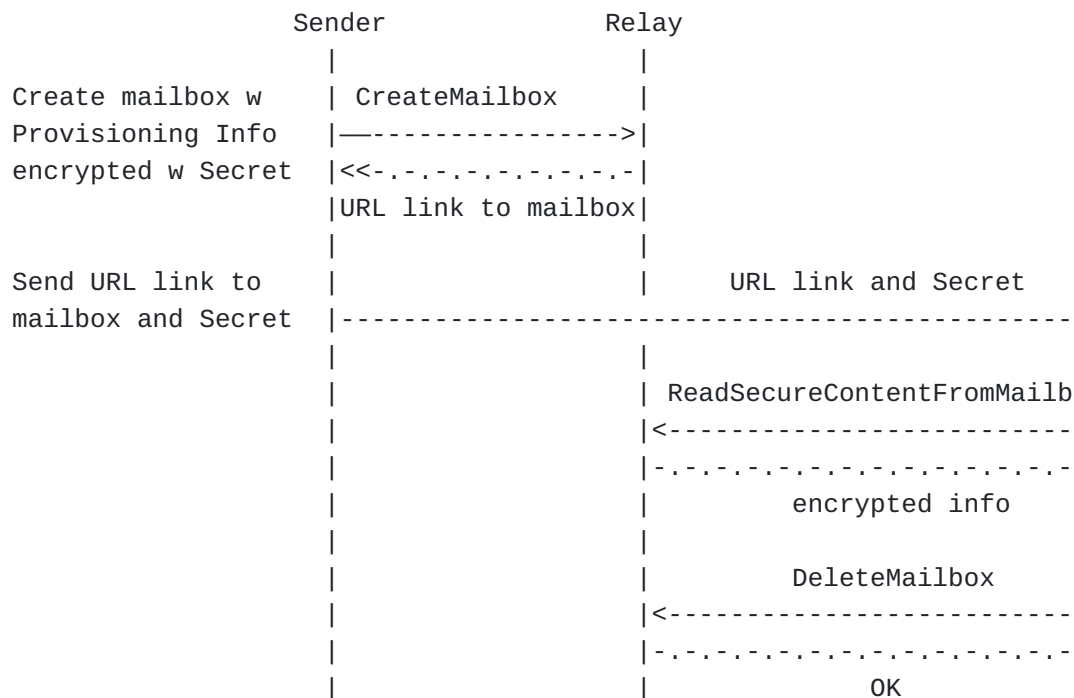 Sender Relay
| |
Create mailbox w | CreateMailbox |
Provisioning Info |——---------------->|
encrypted w Secret |<<-.-.-.-.-.-.-.-.-|
|URL link to mailbox|
| |
Send URL link to | | URL link and Secret
mailbox and Secret |-----------------------------------------------
| |
| | ReadSecureContentFromMailb
| |<--------------------------
| |-.-.-.-.-.-.-.-.-.-.-.-.-.-
| | encrypted info
| |
| | DeleteMailbox
| |<--------------------------
| |-.-.-.-.-.-.-.-.-.-.-.-.-.-
| | OK